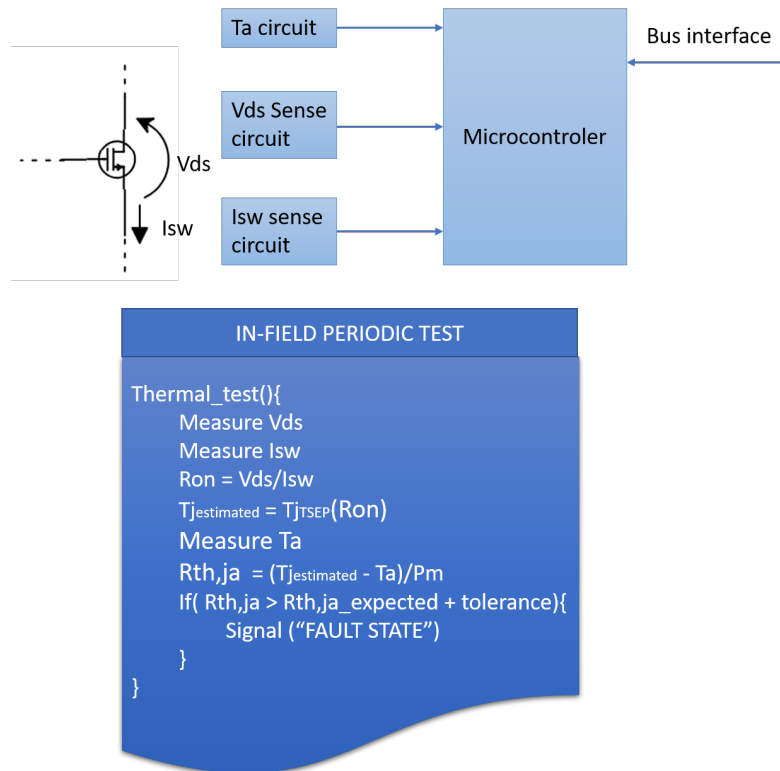 Ta circuit
Bus interface
Vds Sense
circuit
Microcontroler
Vds
Isw
Isw sense
circuit
IN-FIELD PERIODIC TEST
Thermal_test(){
Measure Vds
Measure Isw
Ron = Vds/Isw
Tjestimated = TjTSEP(Ron)
Measure Ta
Rth,ja = (Tjestimated - Ta)/Pm
If( Rth,ja > Rth,ja_expected + tolerance){
Signal (“FAULT STATE”)
}
}